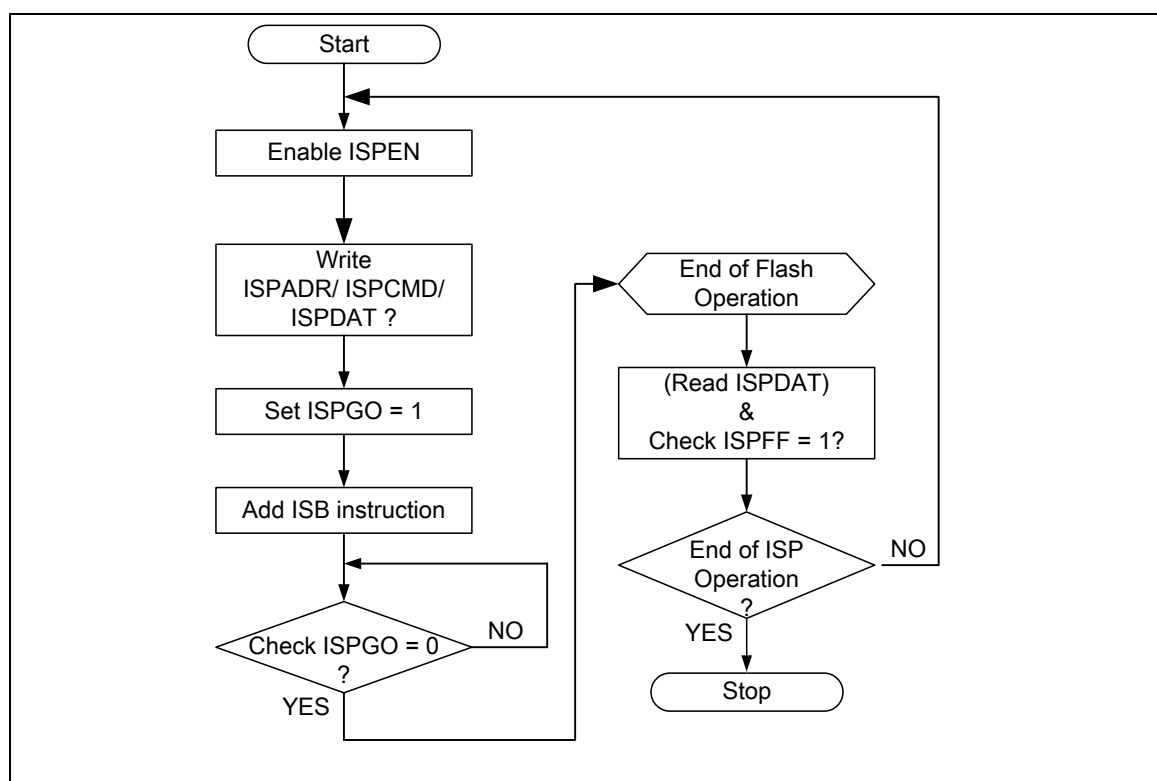 Start
Enable ISPEN
Write
ISPADR/ ISPCMD/
ISPDAT ?
Set ISPGO = 1
Add ISB instruction
Check ISPGO = 0
?
NO
YES
End of Flash
Operation
(Read ISPDAT)
&
Check ISPFF = 1?
End of ISP
Operation
?
NO
YES
Stop